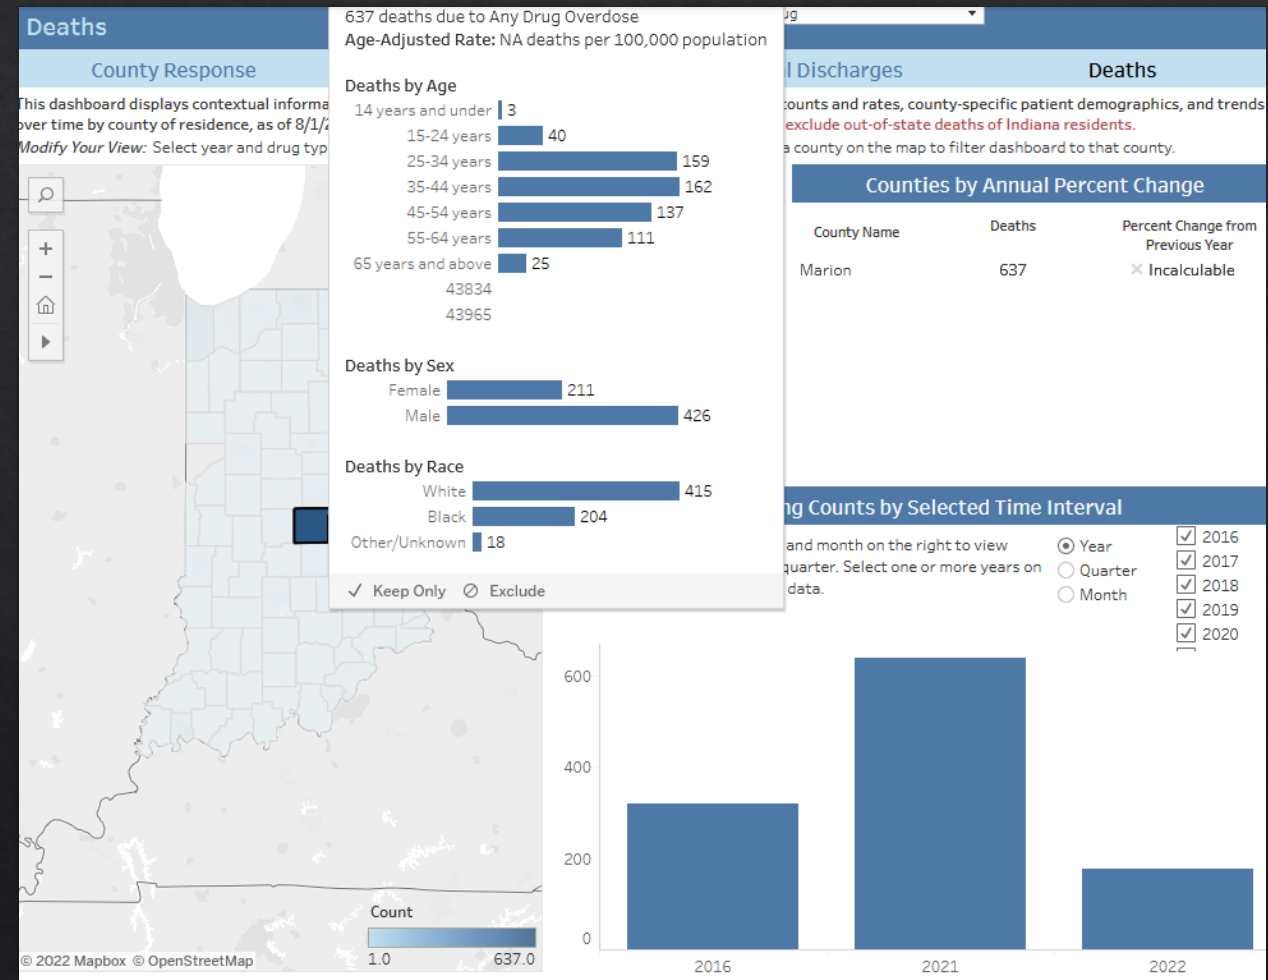 Deaths
ug
County Response
l Discharges
Deaths
This dashboard displays contextual informa
ounts and rates, county-specific patient demographics, and trends
over time by county of residence, as of 8/1/2
exclude out-of-state deaths of Indiana residents.
Modify Your View: Select year and drug typ
a county on the map to filter dashboard to that county.
637 deaths due to Any Drug Overdose
Age-Adjusted Rate: NA deaths per 100,000 population
Deaths by Age
14 years and under 3
15-24 years 40
25-34 years 159
35-44 years 162
45-54 years 137
55-64 years 111
65 years and above 25
43834
43965
Deaths by Sex
Female 211
Male 426
Deaths by Race
White 415
Black 204
Other/Unknown 18
Keep Only Exclude
Counties by Annual Percent Change
County Name Deaths Percent Change from
Previous Year
Marion 637 Incalculable
ng Counts by Selected Time Interval
and month on the right to view
quarter. Select one or more years on
data.
Year
Quarter
Month
2016
2017
2018
2019
2020
600
400
200
0
2016 2021 2022
Count
1.0 637.0
© 2022 Mapbox © OpenStreetMap